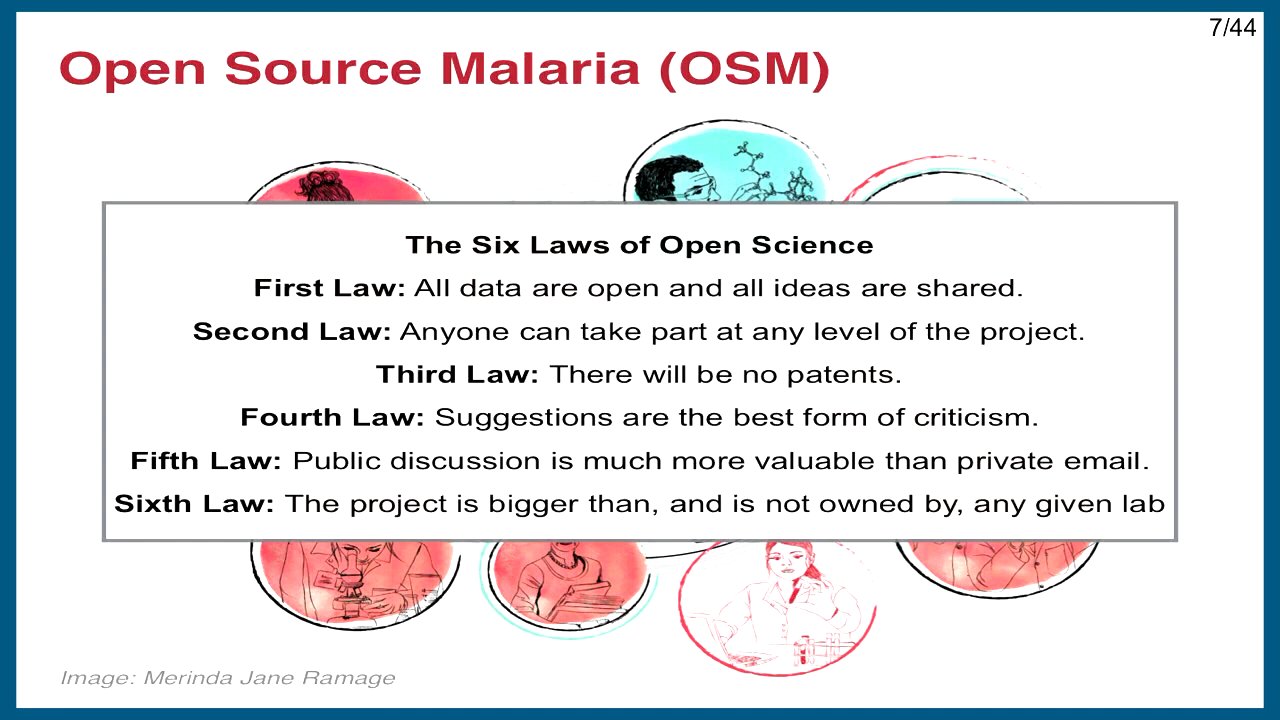 7/44
Open Source Malaria (OSM)
The Six Laws of Open Science
First Law: All data are open and all ideas are shared.
Second Law: Anyone can take part at any level of the project.
Third Law: There will be no patents.
Fourth Law: Suggestions are the best form of criticism.
Fifth Law: Public discussion is much more valuable than private email.
Sixth Law: The project is bigger than, and is not owned by, any given lab
Image: Merinda Jane Ramage